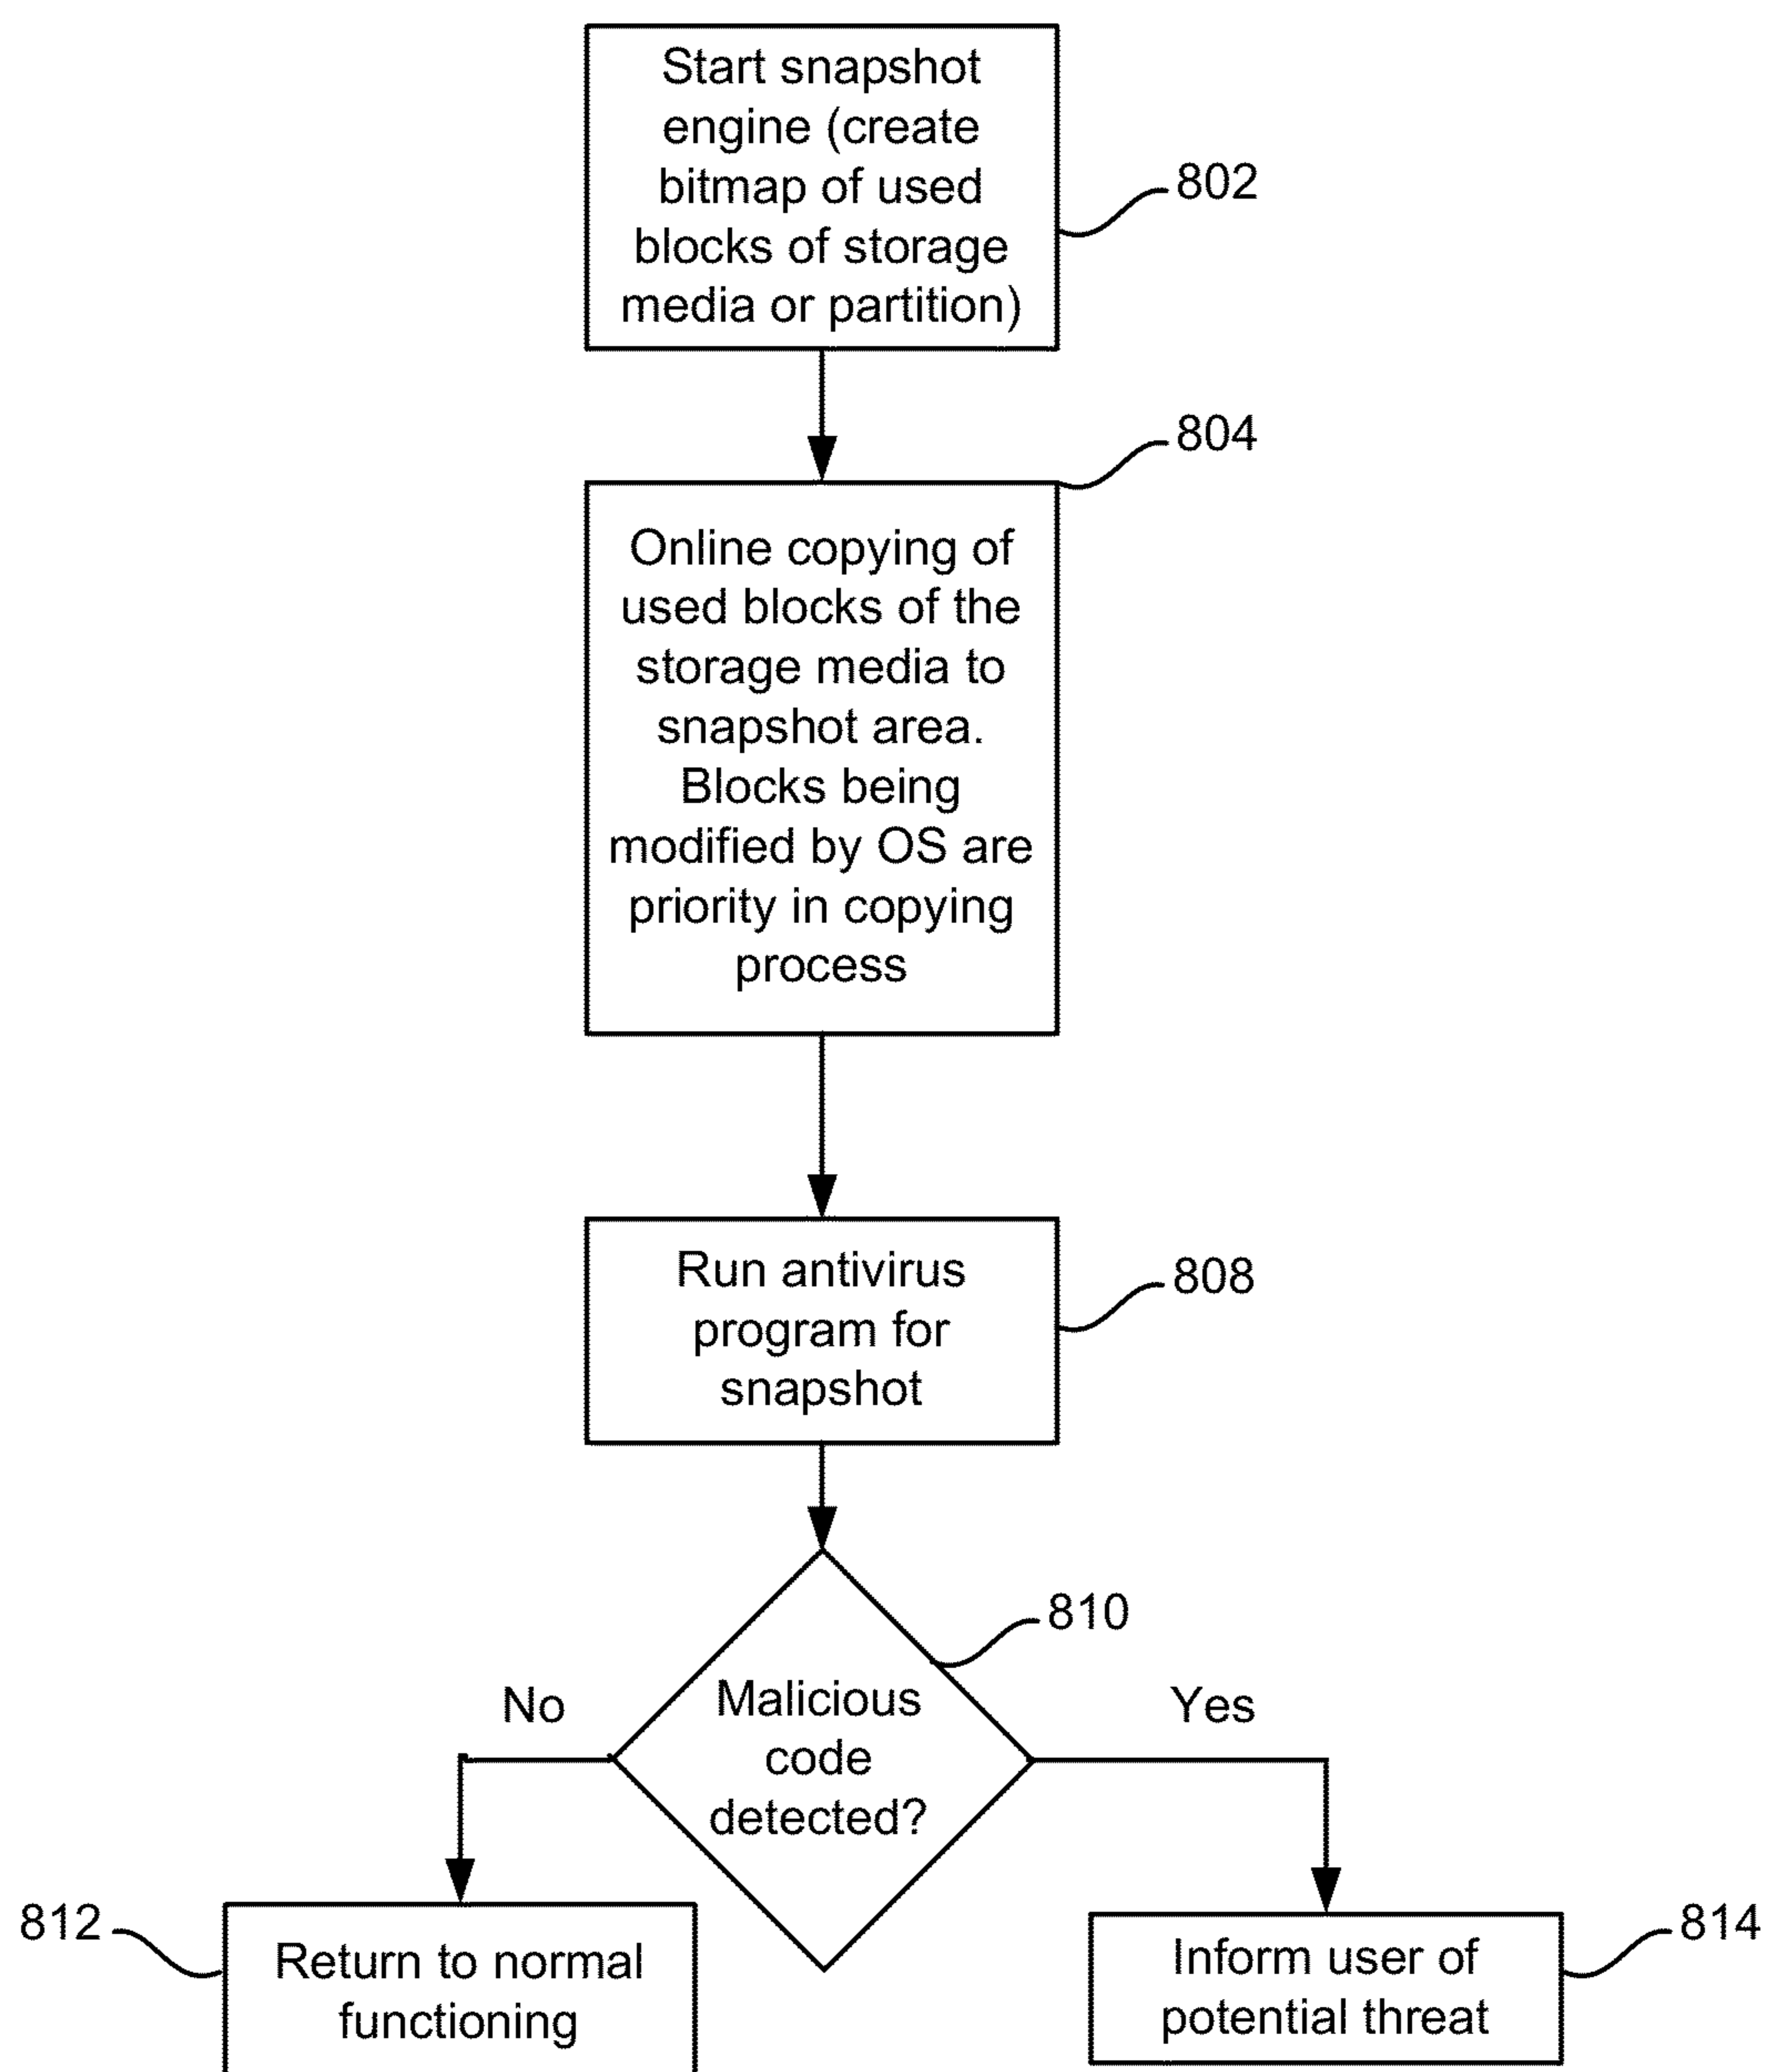 Start snapshot
engine (create
bitmap of used
blocks of storage
media or partition)
802
804
Online copying of
used blocks of the
storage media to
snapshot area.
Blocks being
modified by OS are
priority in copying
process
Run antivirus
program for
snapshot
808
810
Malicious
code
detected?
No
Yes
812
Return to normal
functioning
814
Inform user of
potential threat